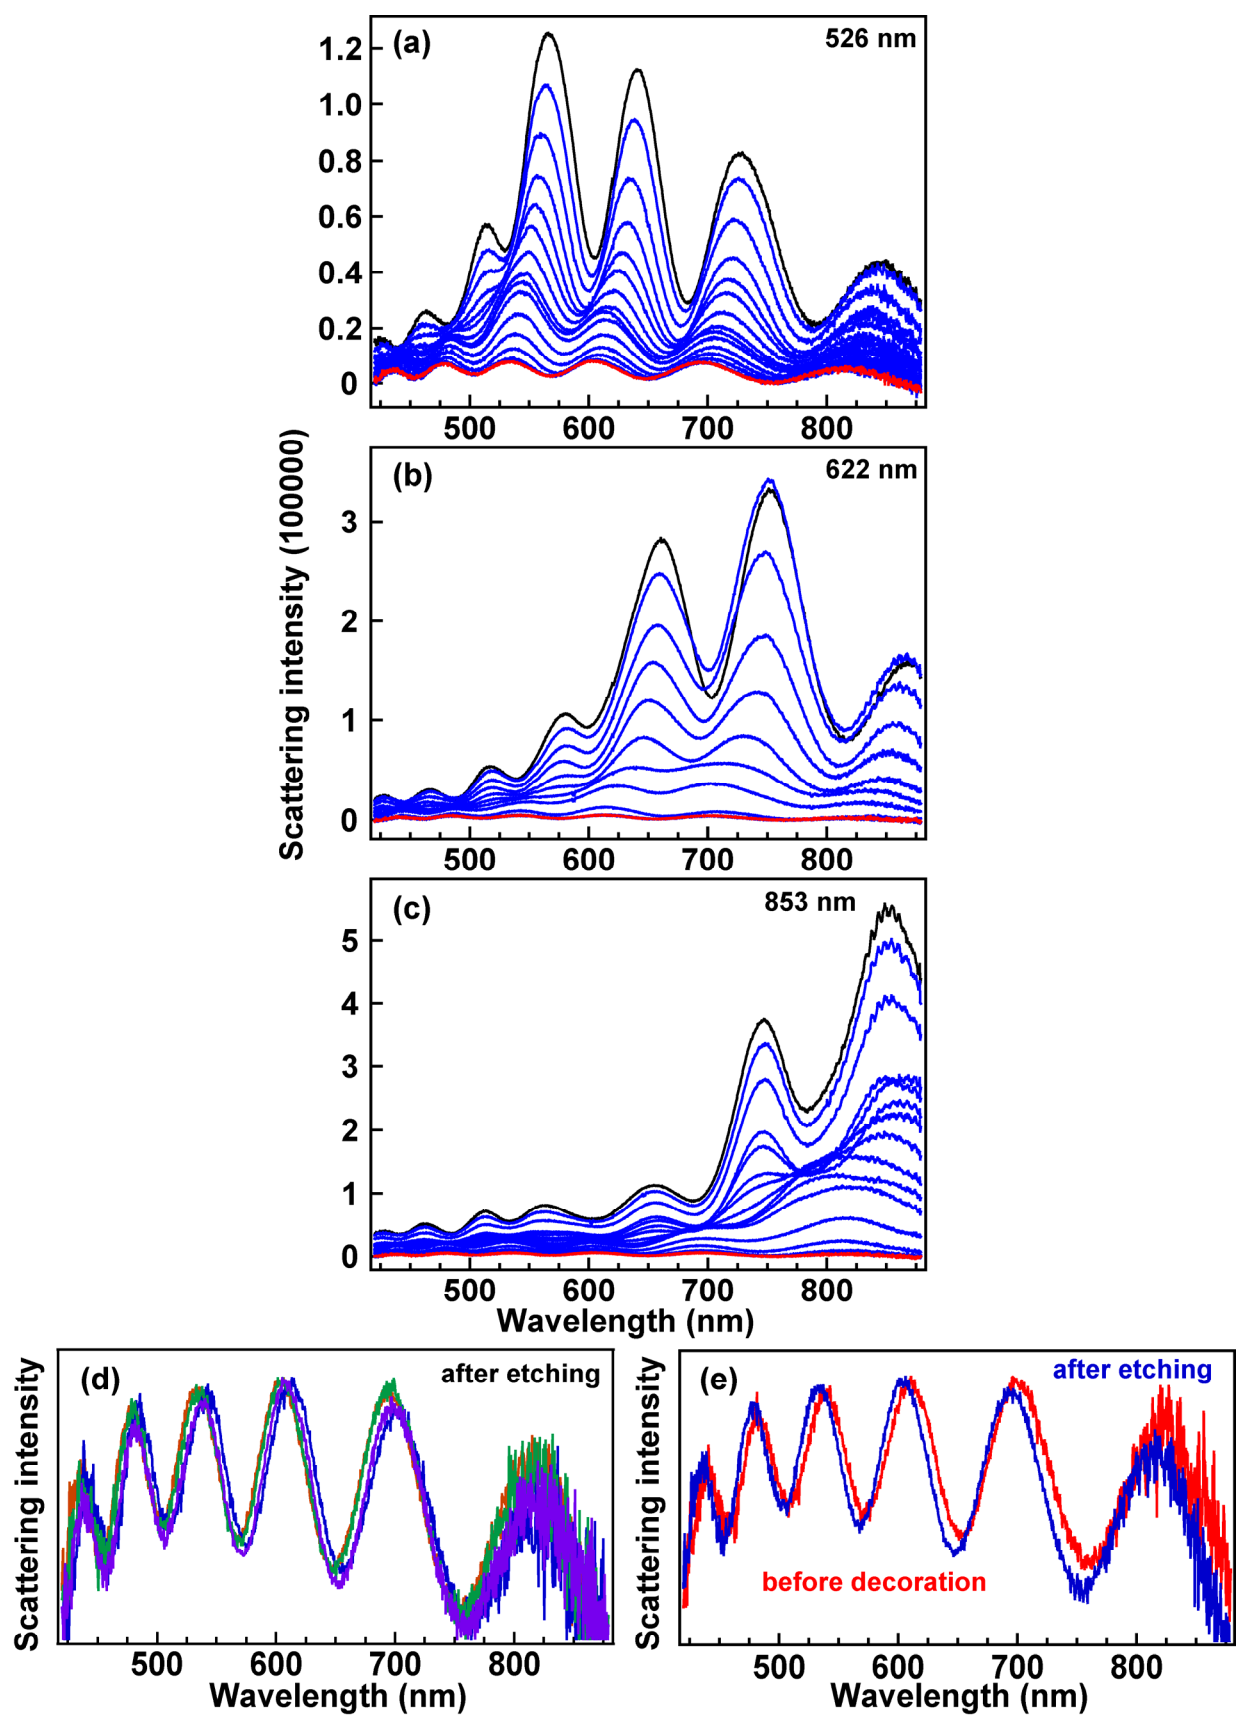 (a)
526 nm
1.2
1.0
0.8
0.6
0.4
0.2
0
500 600 700 800
Scattering intensity (100000)
(b)
622 nm
3
2
1
0
500 600 700 800
(c)
853 nm
5
4
3
2
1
0
500 600 700 800
Wavelength (nm)
Scattering intensity
(d)
after etching
500 600 700 800
Wavelength (nm)
Scattering intensity
(e)
after etching
before decoration
500 600 700 800
Wavelength (nm)